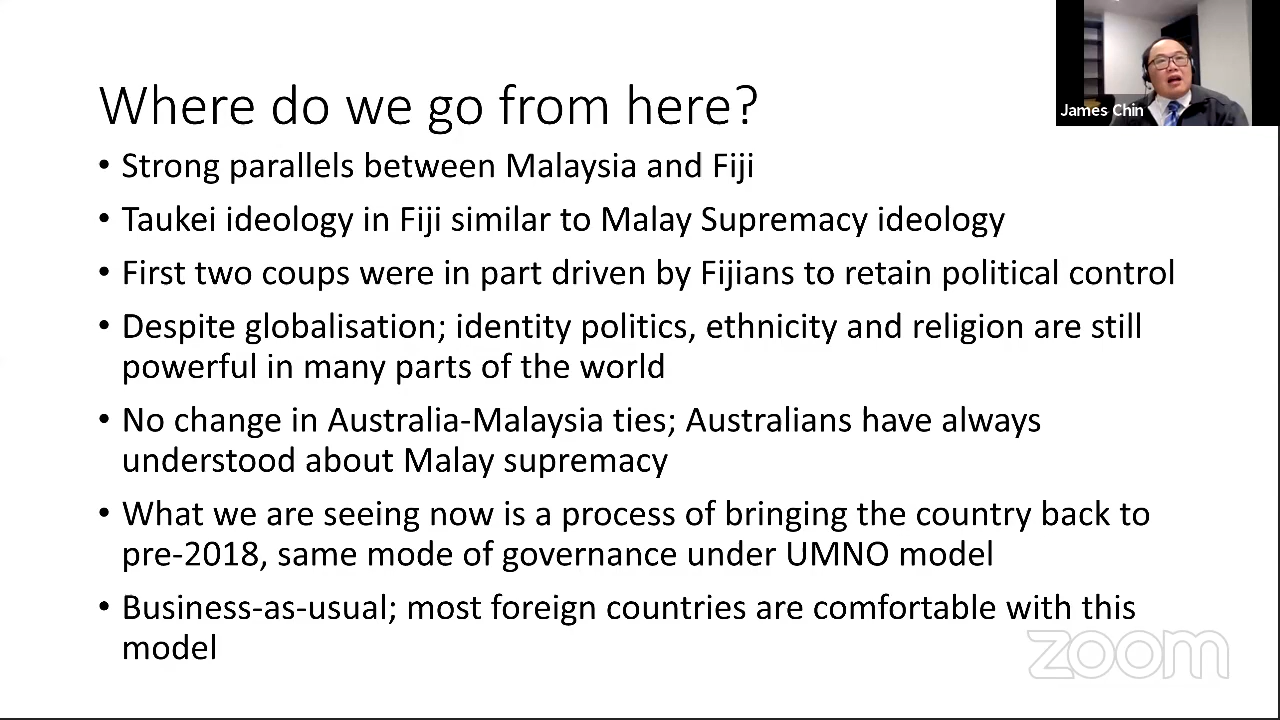 James Chin
Where do we go from here?
• Strong parallels between Malaysia and Fiji
• Taukei ideology in Fiji similar to Malay Supremacy ideology
• First two coups were in part driven by Fijians to retain political control
• Despite globalisation; identity politics, ethnicity and religion are still
powerful in many parts of the world
• No change in Australia-Malaysia ties; Australians have always
understood about Malay supremacy
• What we are seeing now is a process of bringing the country back to
pre-2018, same mode of governance under UMNO model
• Business-as-usual; most foreign countries are comfortable with this
model
zoom